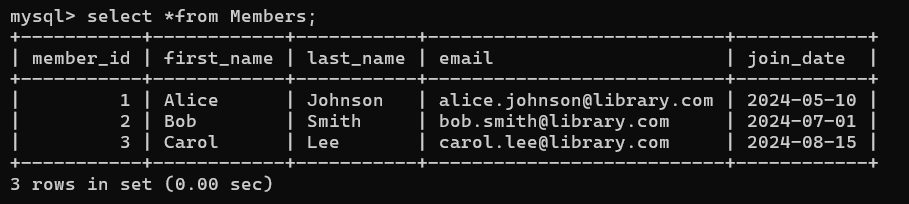 mysql> select *from Members;
+-----------+------------+-----------+---------------------------+------------+
| member_id | first_name | last_name | email                     | join_date  |
+-----------+------------+-----------+---------------------------+------------+
|         1 | Alice      | Johnson   | alice.johnson@library.com | 2024-05-10 |
|         2 | Bob        | Smith     | bob.smith@library.com     | 2024-07-01 |
|         3 | Carol      | Lee       | carol.lee@library.com     | 2024-08-15 |
+-----------+------------+-----------+---------------------------+------------+
3 rows in set (0.00 sec)